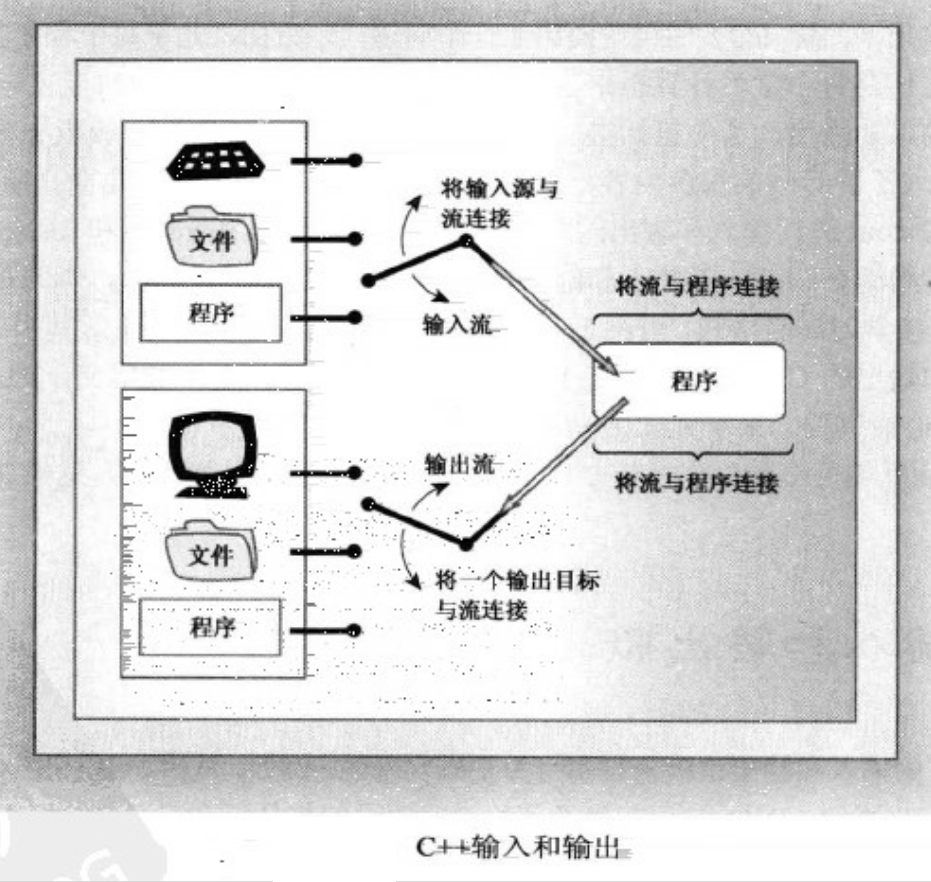 文件
程序
将输入源与
流连接
输入流
将流与程序连接
程序
将流与程序连接
文件
程序
输出流
将一个输出目标
与流连接
C++输入和输出